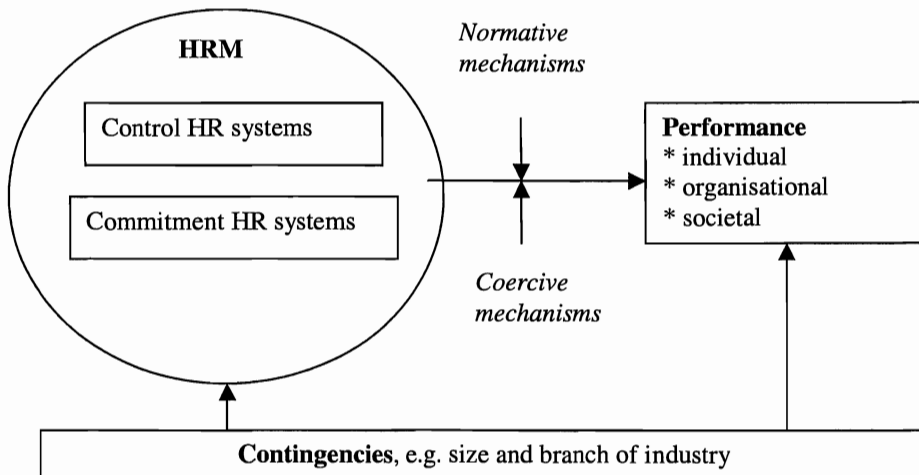 HRM
Control HR systems
Commitment HR systems
Normative
mechanisms
Coercive
mechanisms
Performance
* individual
* organisational
* societal
Contingencies, e.g. size and branch of industry